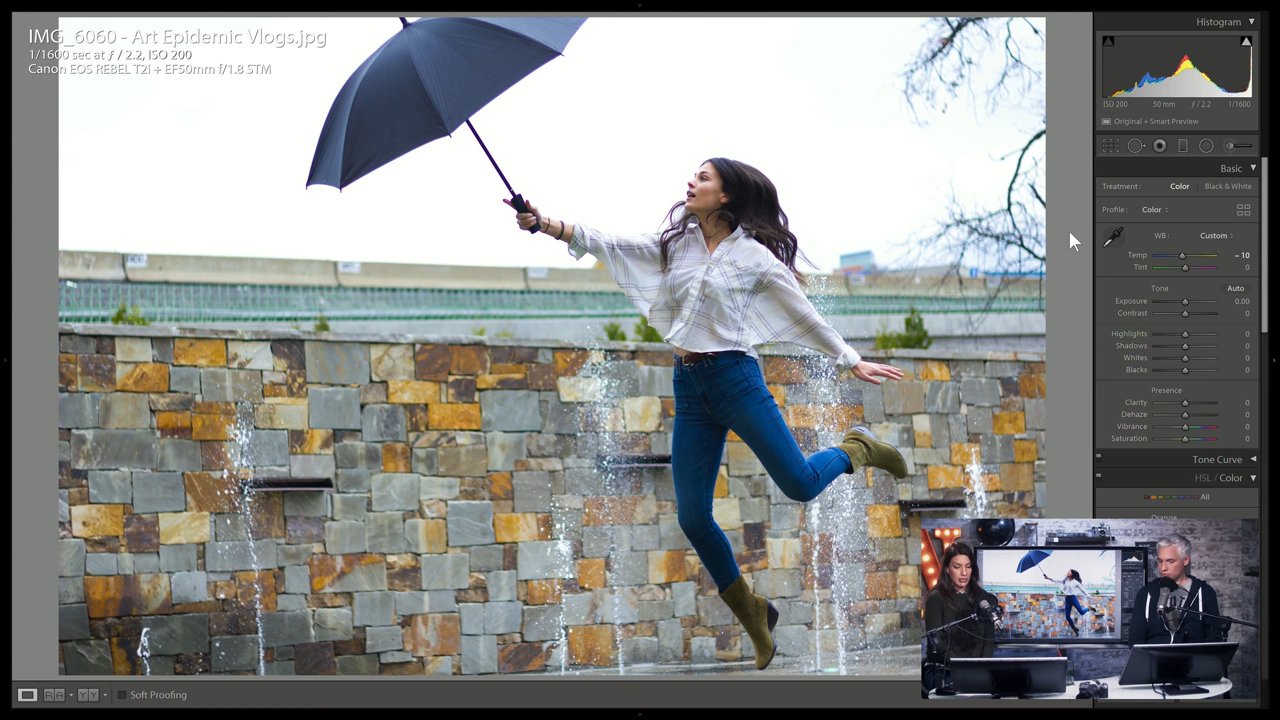 IMG_6060 - Art Epidemic Vlogs.jpg
1/1600 sec at ƒ / 2.2, ISO 200
Canon EOS REBEL T2i + EF50mm f/1.8 STM
Histogram
ISO 200 50 mm ƒ / 2.2 1/1600
Original + Smart Preview
Basic
Treatment : Color Black & White
Profile : Color
WB : Custom
Temp - 10
Tint 0
Tone Auto
Exposure 0.00
Contrast 0
Highlights 0
Shadows 0
Whites 0
Blacks 0
Presence
Clarity 0
Dehaze 0
Vibrance 0
Saturation 0
Tone Curve
HSL / Color
All
Orange
R A Y Y Soft Proofing